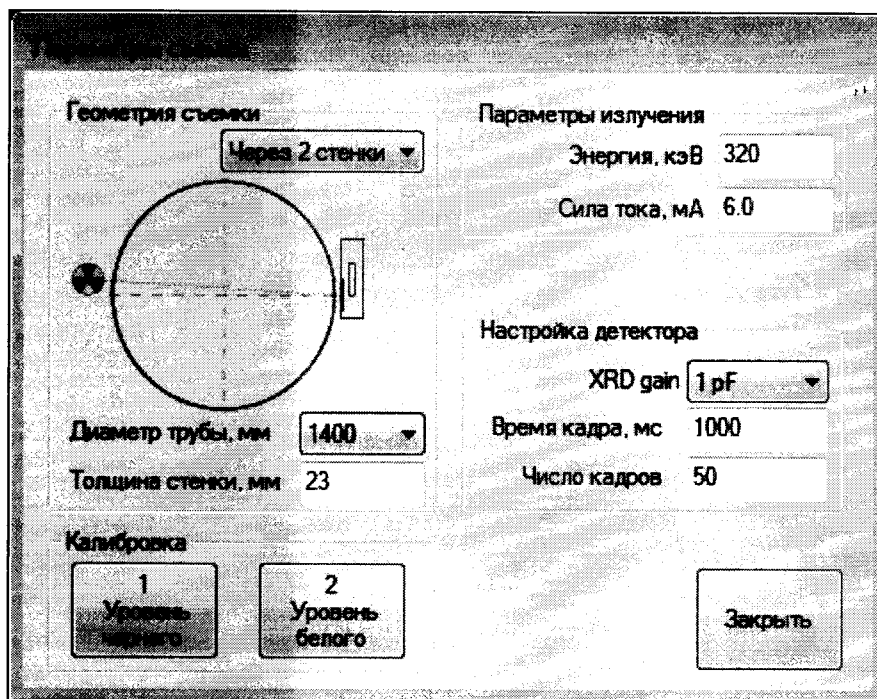 Параметры съемки
Геометрия съемки
Через 2 стенки
Диаметр трубы, мм 1400
Толщина стенки, мм 23
Параметры излучения
Энергия, кэВ 320
Сила тока, мА 6.0
Настройка детектора
XRD gain 1 pF
Время кадра, мс 1000
Число кадров 50
Калибровка
1
Уровень
черного
2
Уровень
белого
Закрыть